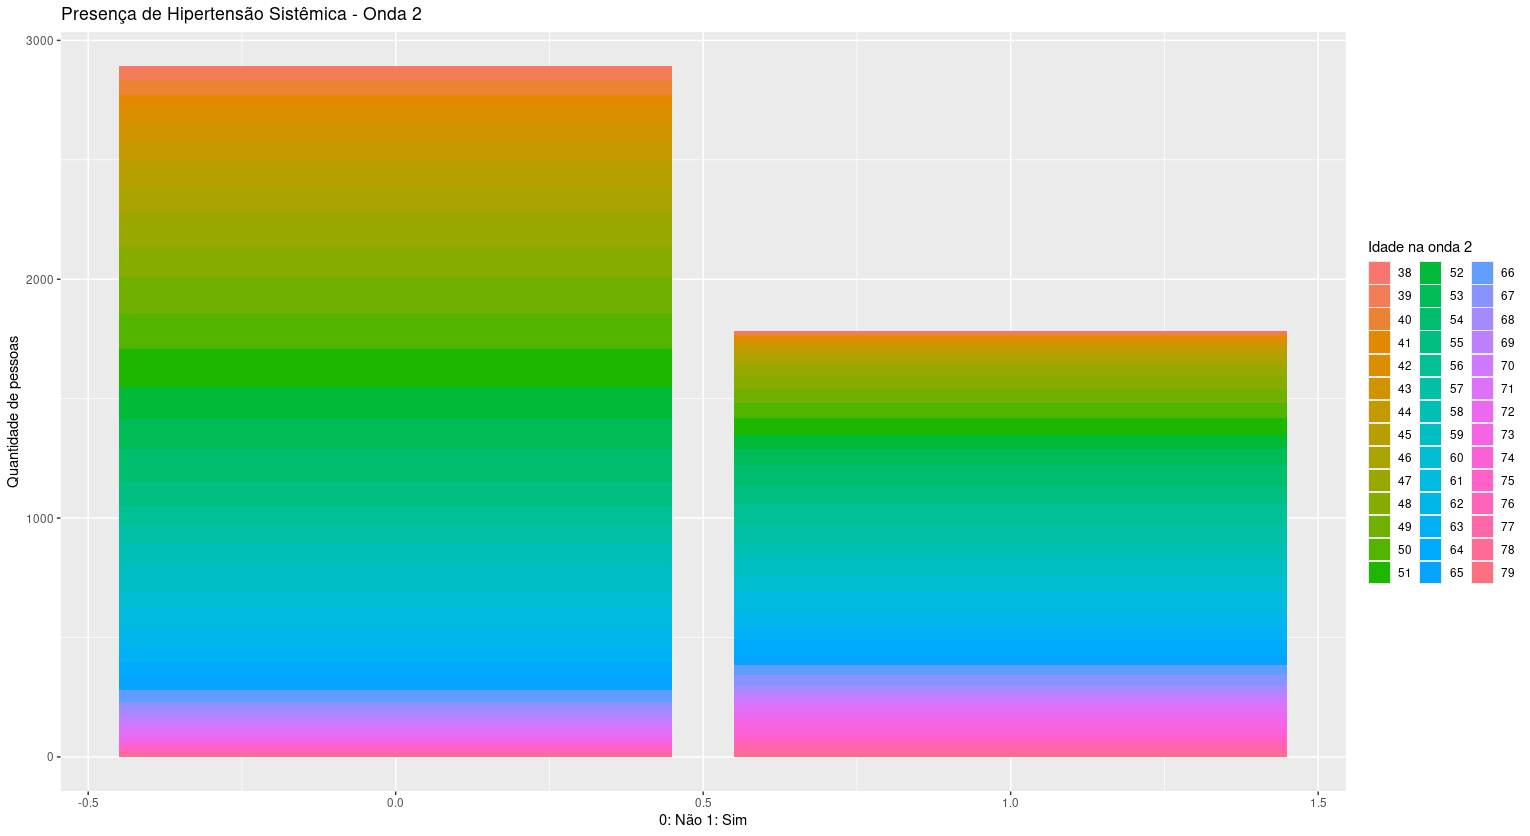 Presença de Hipertensão Sistêmica - Onda 2
Quantidade de pessoas
3000
2000
1000
0
-0.5
0.0
0.5
1.0
1.5
0: Não 1: Sim
Idade na onda 2
38 52 66
39 53 67
40 54 68
41 55 69
42 56 70
43 57 71
44 58 72
45 59 73
46 60 74
47 61 75
48 62 76
49 63 77
50 64 78
51 65 79